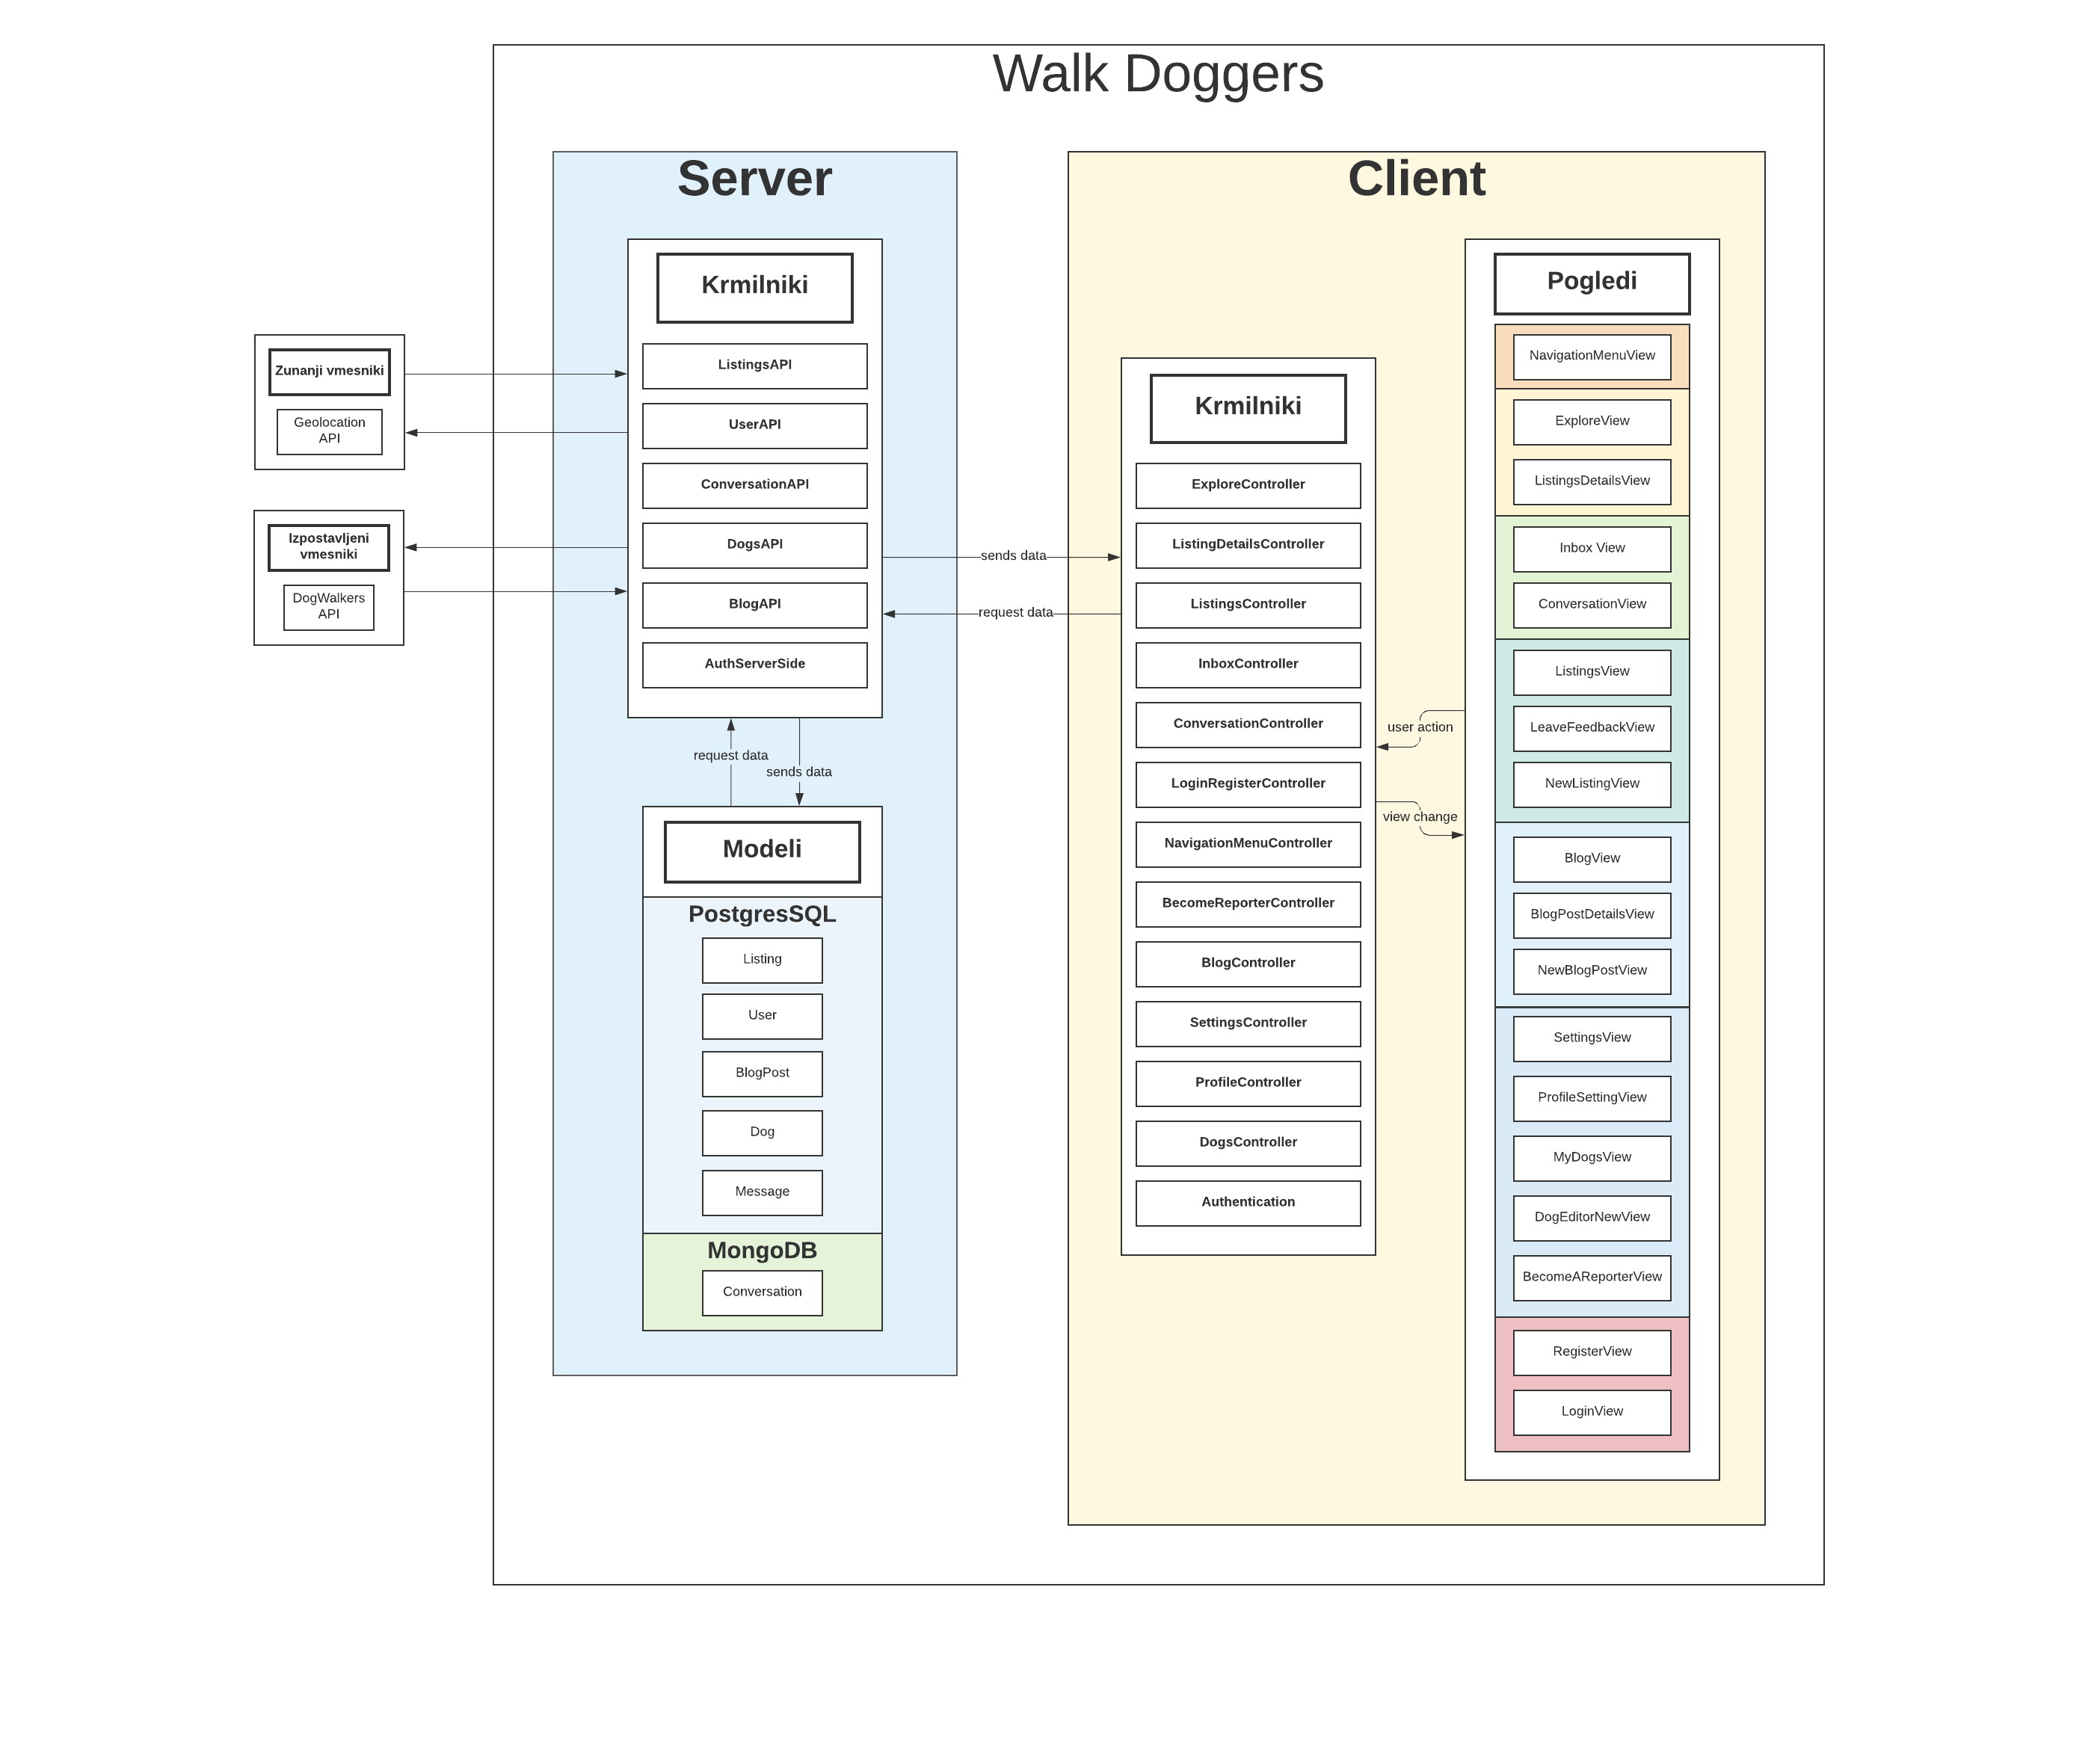 Walk Doggers
Server
Krmilniki
ListingsAPI
UserAPI
ConversationAPI
DogsAPI
BlogAPI
AuthServerSide
Zunanji vmesniki
Geolocation
API
Izpostavljeni
vmesniki
DogWalkers
API
request data
sends data
Modeli
PostgresSQL
Listing
User
BlogPost
Dog
Message
MongoDB
Conversation
sends data
request data
Client
Krmilniki
ExploreController
ListingDetailsController
ListingsController
InboxController
ConversationController
LoginRegisterController
NavigationMenuController
BecomeReporterController
BlogController
SettingsController
ProfileController
DogsController
Authentication
user action
view change
Pogledi
NavigationMenuView
ExploreView
ListingsDetailsView
Inbox View
ConversationView
ListingsView
LeaveFeedbackView
NewListingView
BlogView
BlogPostDetailsView
NewBlogPostView
SettingsView
ProfileSettingView
MyDogsView
DogEditorNewView
BecomeAReporterView
RegisterView
LoginView